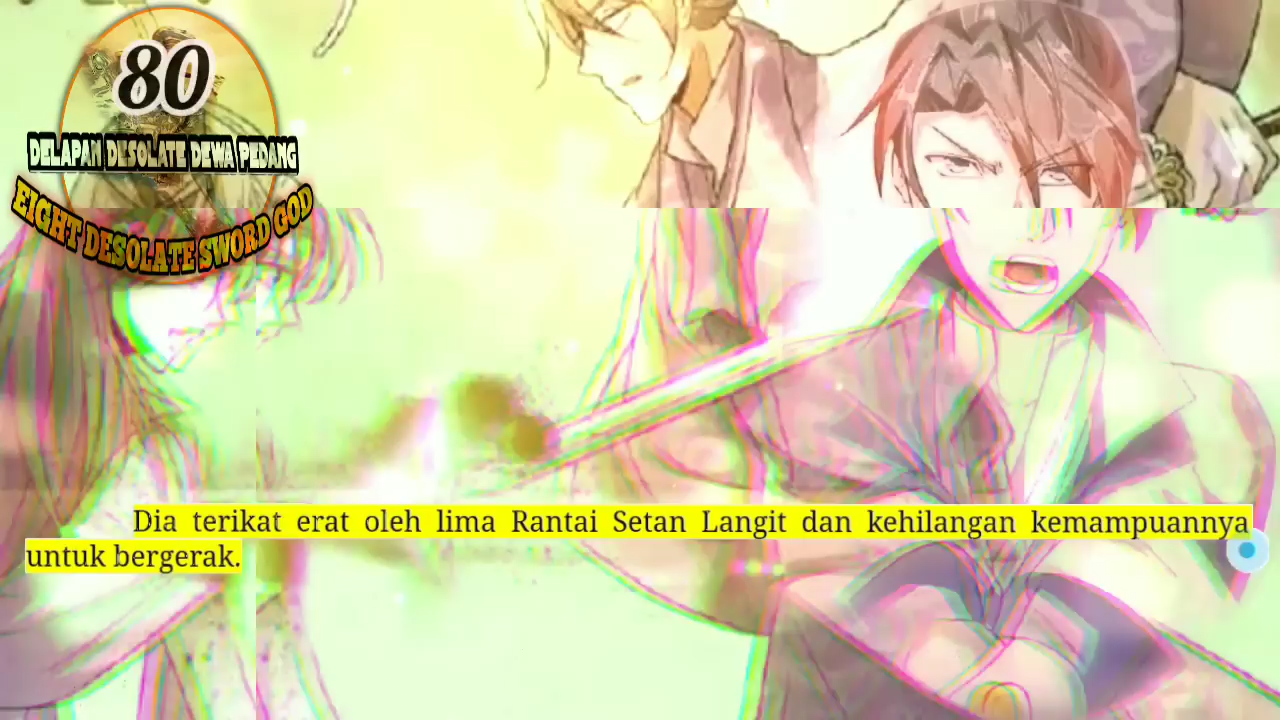 80
DELAPAN DESOLATE DEWA PEDANG
EIGHT DESOLATE SWORD GOD
Dia terikat erat oleh lima Rantai Setan Langit dan kehilangan kemampuannya
untuk bergerak.